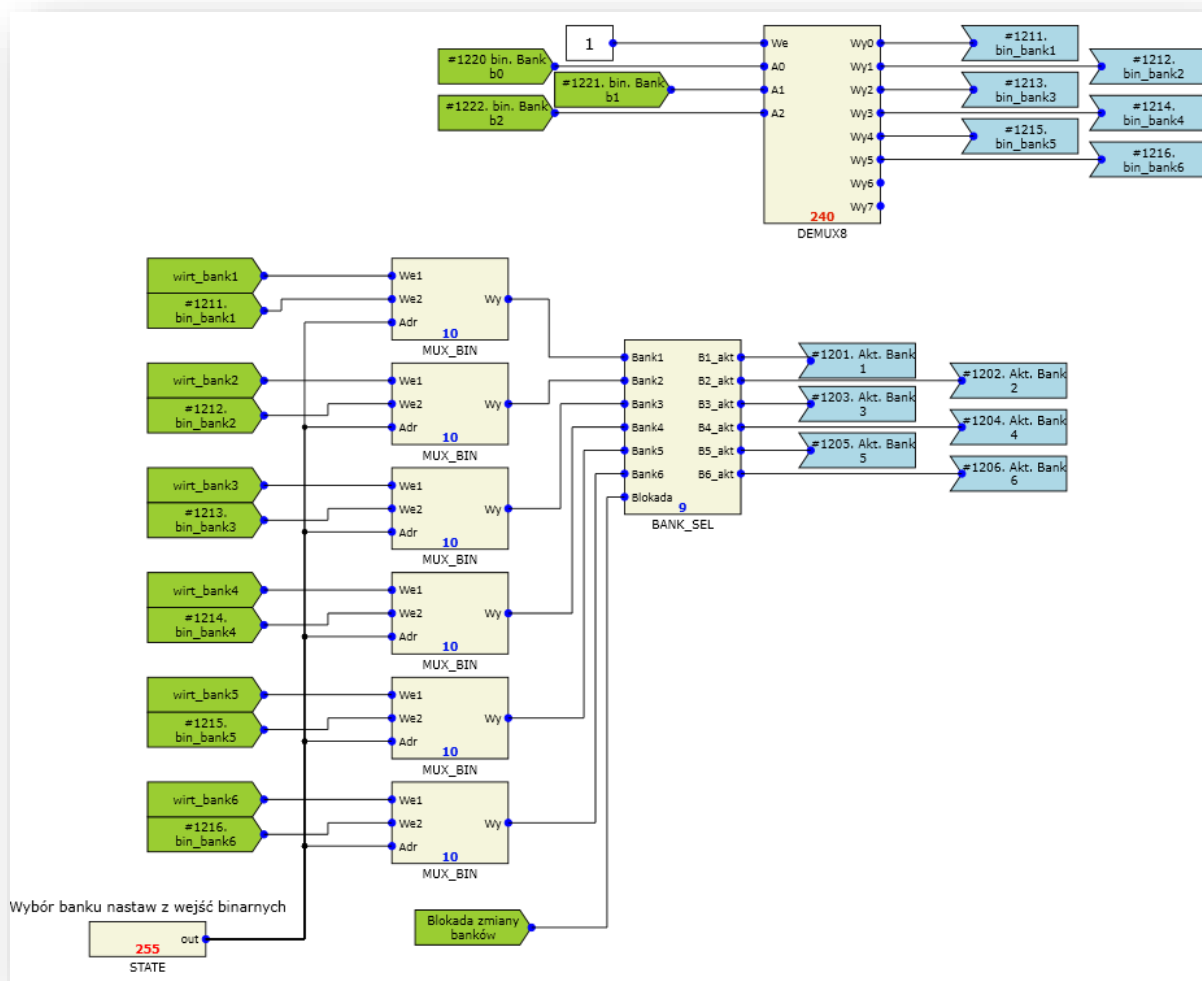 1
#1220 bin. Bank
b0
#1221. bin. Bank
b1
#1222. bin. Bank
b2
We
A0
A1
A2
Wy0
Wy1
Wy2
Wy3
Wy4
Wy5
Wy6
Wy7
240
DEMUX8
#1211.
bin_bank1
#1212.
bin_bank2
#1213.
bin_bank3
#1214.
bin_bank4
#1215.
bin_bank5
#1216.
bin_bank6
wirt_bank1
#1211.
bin_bank1
We1
We2
Adr
Wy
10
MUX_BIN
wirt_bank2
#1212.
bin_bank2
We1
We2
Adr
Wy
10
MUX_BIN
wirt_bank3
#1213.
bin_bank3
We1
We2
Adr
Wy
10
MUX_BIN
wirt_bank4
#1214.
bin_bank4
We1
We2
Adr
Wy
10
MUX_BIN
wirt_bank5
#1215.
bin_bank5
We1
We2
Adr
Wy
10
MUX_BIN
wirt_bank6
#1216.
bin_bank6
We1
We2
Adr
Wy
10
MUX_BIN
Bank1
Bank2
Bank3
Bank4
Bank5
Bank6
Blokada
B1_akt
B2_akt
B3_akt
B4_akt
B5_akt
B6_akt
9
BANK_SEL
#1201. Akt. Bank
1
#1202. Akt. Bank
2
#1203. Akt. Bank
3
#1204. Akt. Bank
4
#1205. Akt. Bank
5
#1206. Akt. Bank
6
Wybór banku nastaw z wejść binarnych
out
255
STATE
Blokada zmiany
banków